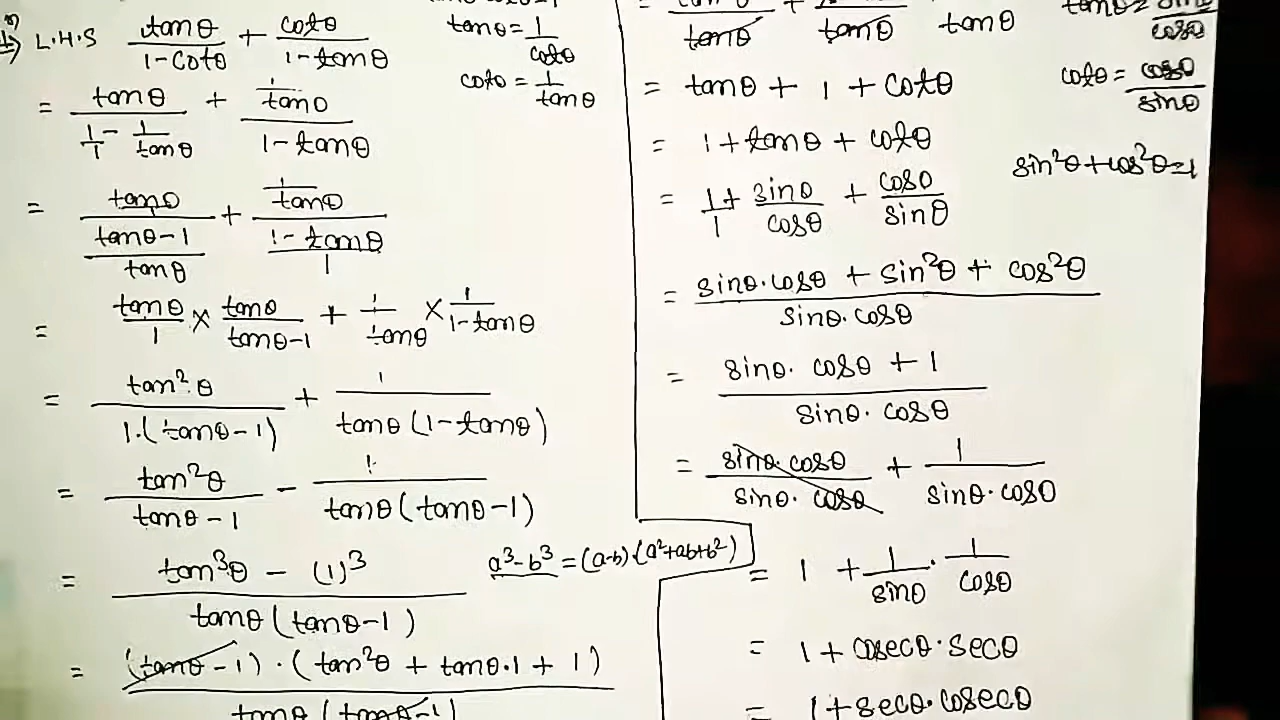 L.H.S tanθ/1-cotθ + cotθ/1-tanθ
tanθ = 1/cotθ
cotθ = 1/tanθ
= tanθ/(1/1 - 1/tanθ) + (1/tanθ)/(1-tanθ)
= tanθ/((tanθ-1)/tanθ) + (1/tanθ)/((1-tanθ)/1)
= tanθ/1 × tanθ/tanθ-1 + 1/tanθ × 1/1-tanθ
= tan²θ/1.(tanθ-1) + 1/tanθ(1-tanθ)
= tan²θ/tanθ-1 - 1/tanθ(tanθ-1)
= tan³θ - (1)³/tanθ(tanθ-1)
a³-b³ = (a-b).(a²+ab+b²)
= (tanθ-1).(tan²θ + tanθ.1 + 1)/tanθ(tanθ-1)
tanθ tanθ tanθ
tanθ = sinθ/cosθ
= tanθ + 1 + cotθ
cotθ = cosθ/sinθ
= 1+tanθ + cotθ
sin²θ+cos²θ=1
= 1/1 + sinθ/cosθ + cosθ/sinθ
= sinθ.cosθ + sin²θ + cos²θ/sinθ.cosθ
= sinθ. cosθ + 1/sinθ. cosθ
= sinθ.cosθ/sinθ.cosθ + 1/sinθ.cosθ
= 1 + 1/sinθ . 1/cosθ
= 1 + cosecθ.secθ
= 1+secθ.cosecθ